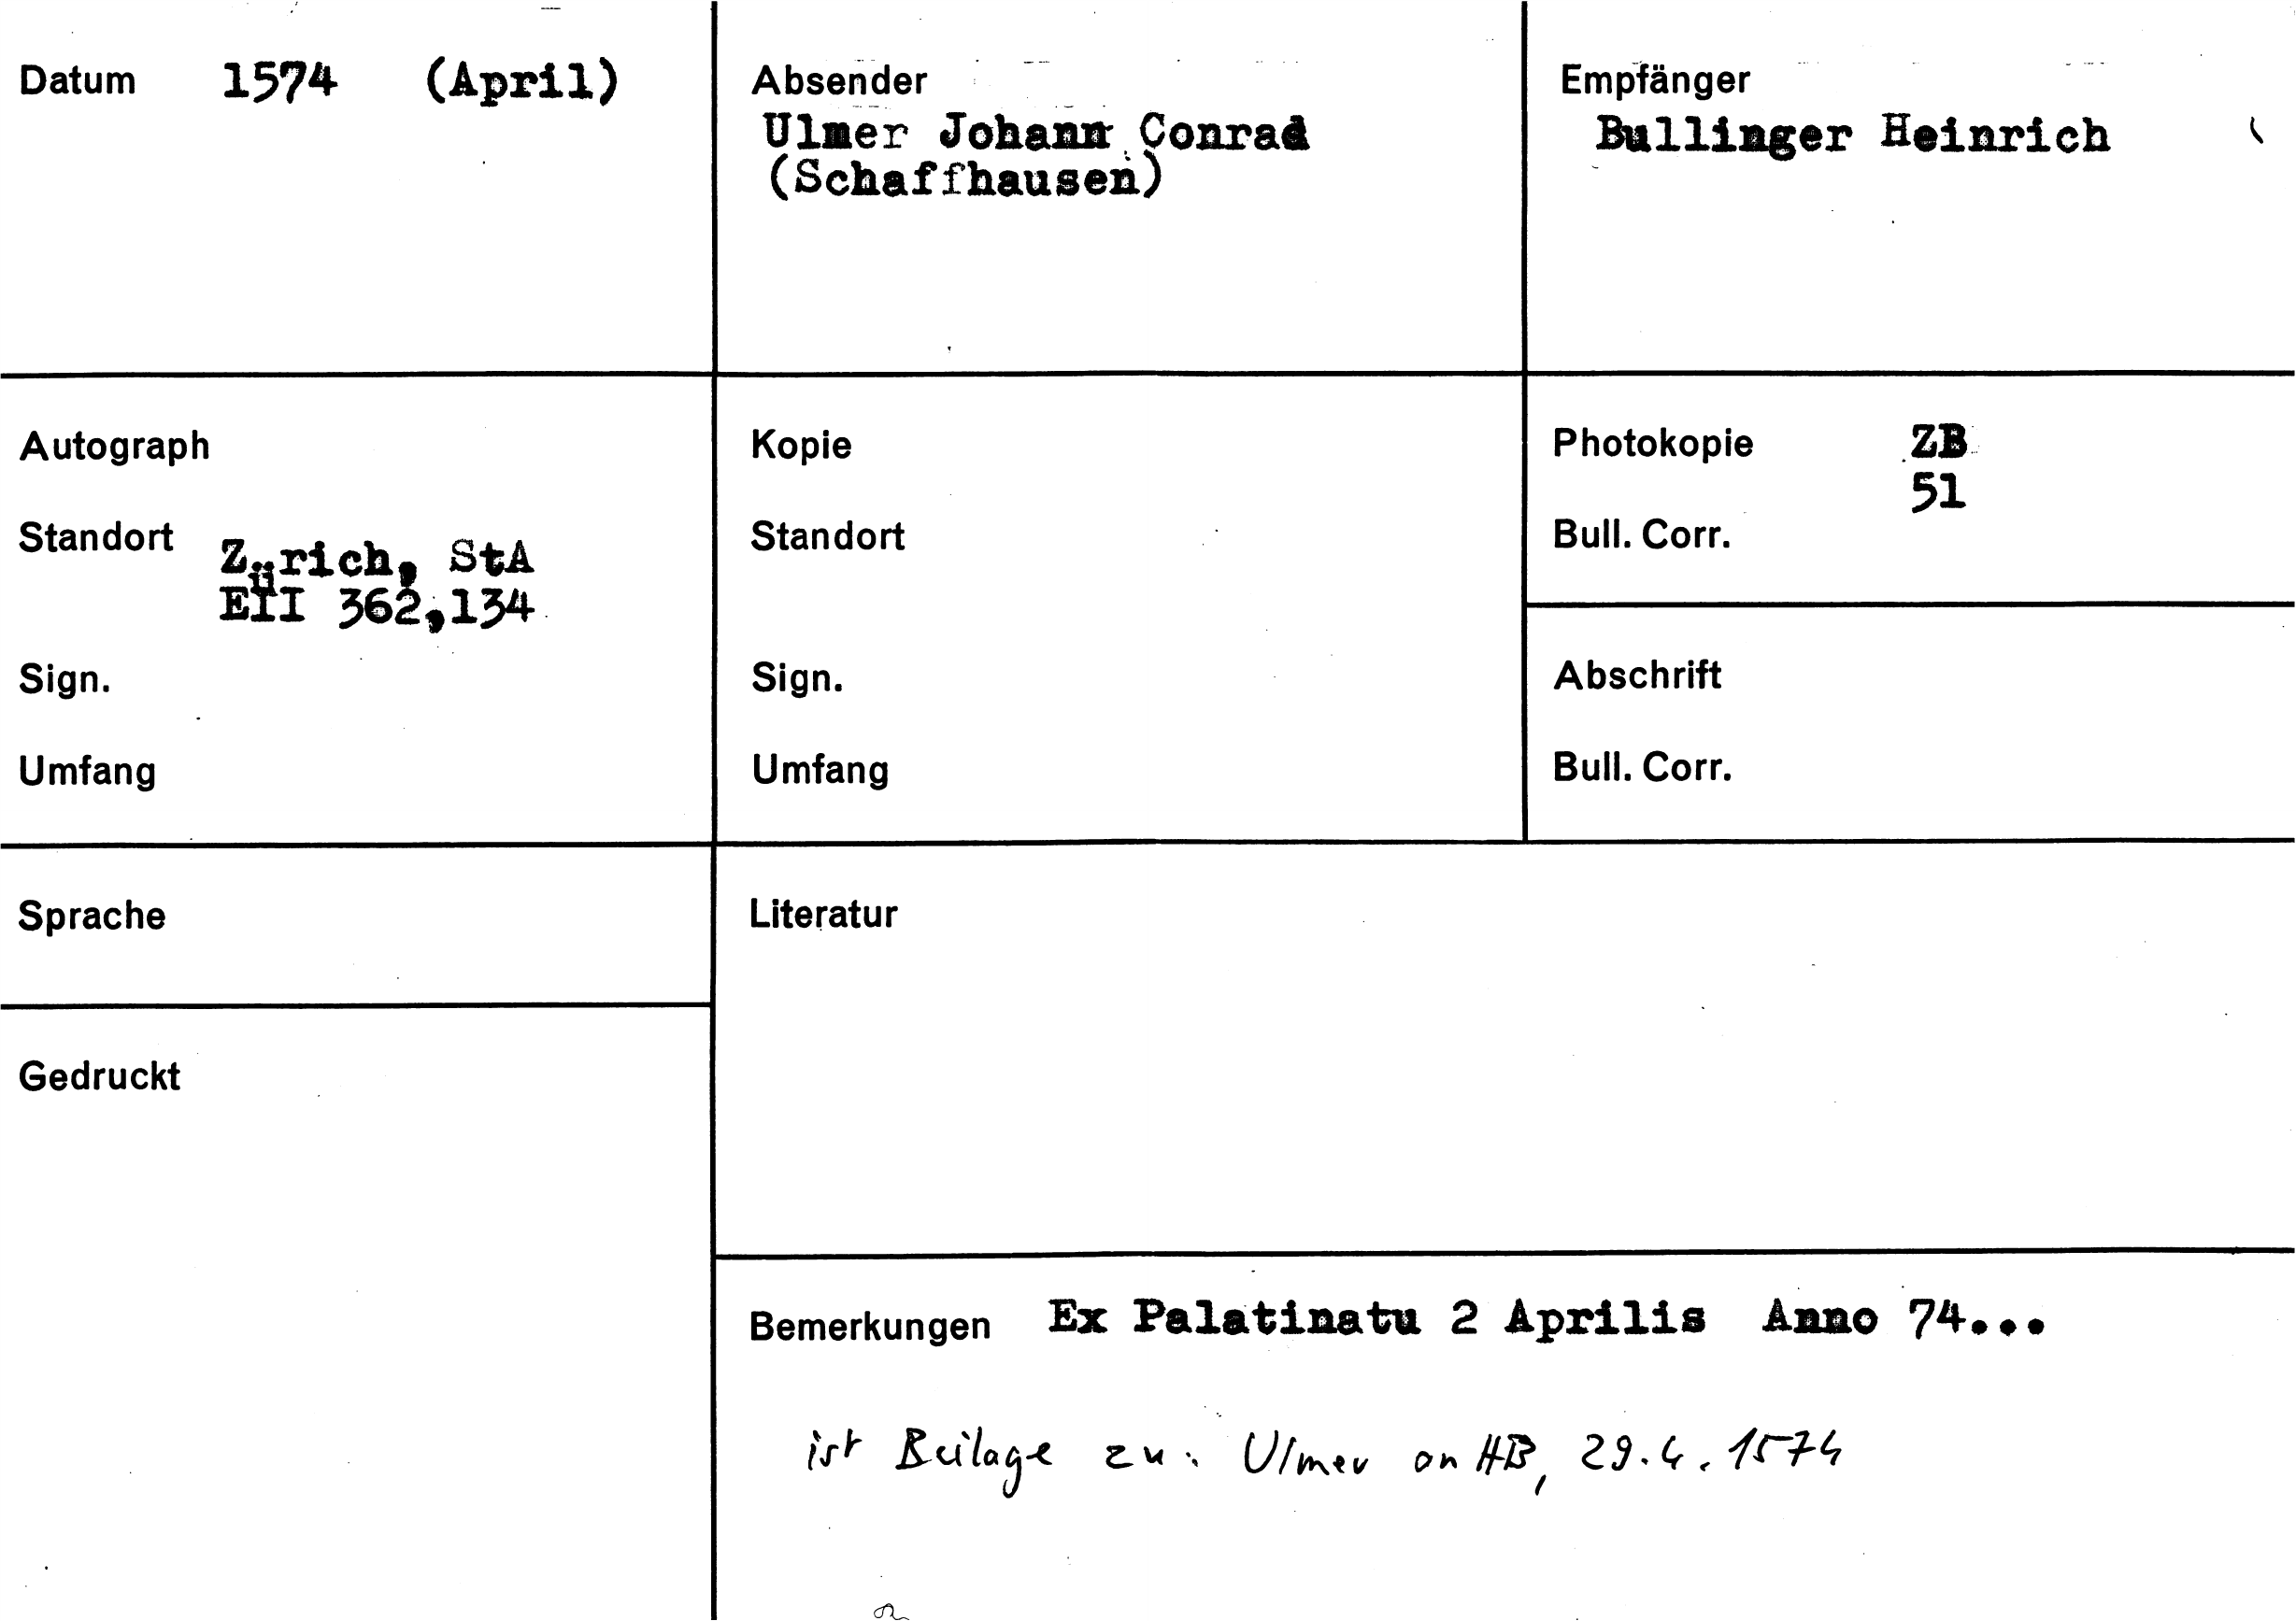 Datum 1574 (April)
Absender
Ulmer Johann Conrad
(Schaffhausen)
Empfänger
Bullinger Heinrich
Autograph
Standort Zürich, StA
EII 362,134
Sign.
Umfang
Kopie
Standort
Sign.
Umfang
Photokopie ZB
51
Bull. Corr.
Abschrift
Bull. Corr.
Sprache
Gedruckt
Literatur
Bemerkungen Ex Palatinatu 2 Aprilis Anno 74...
ist Beilage zu: Ulmer an HB, 29.4.1574